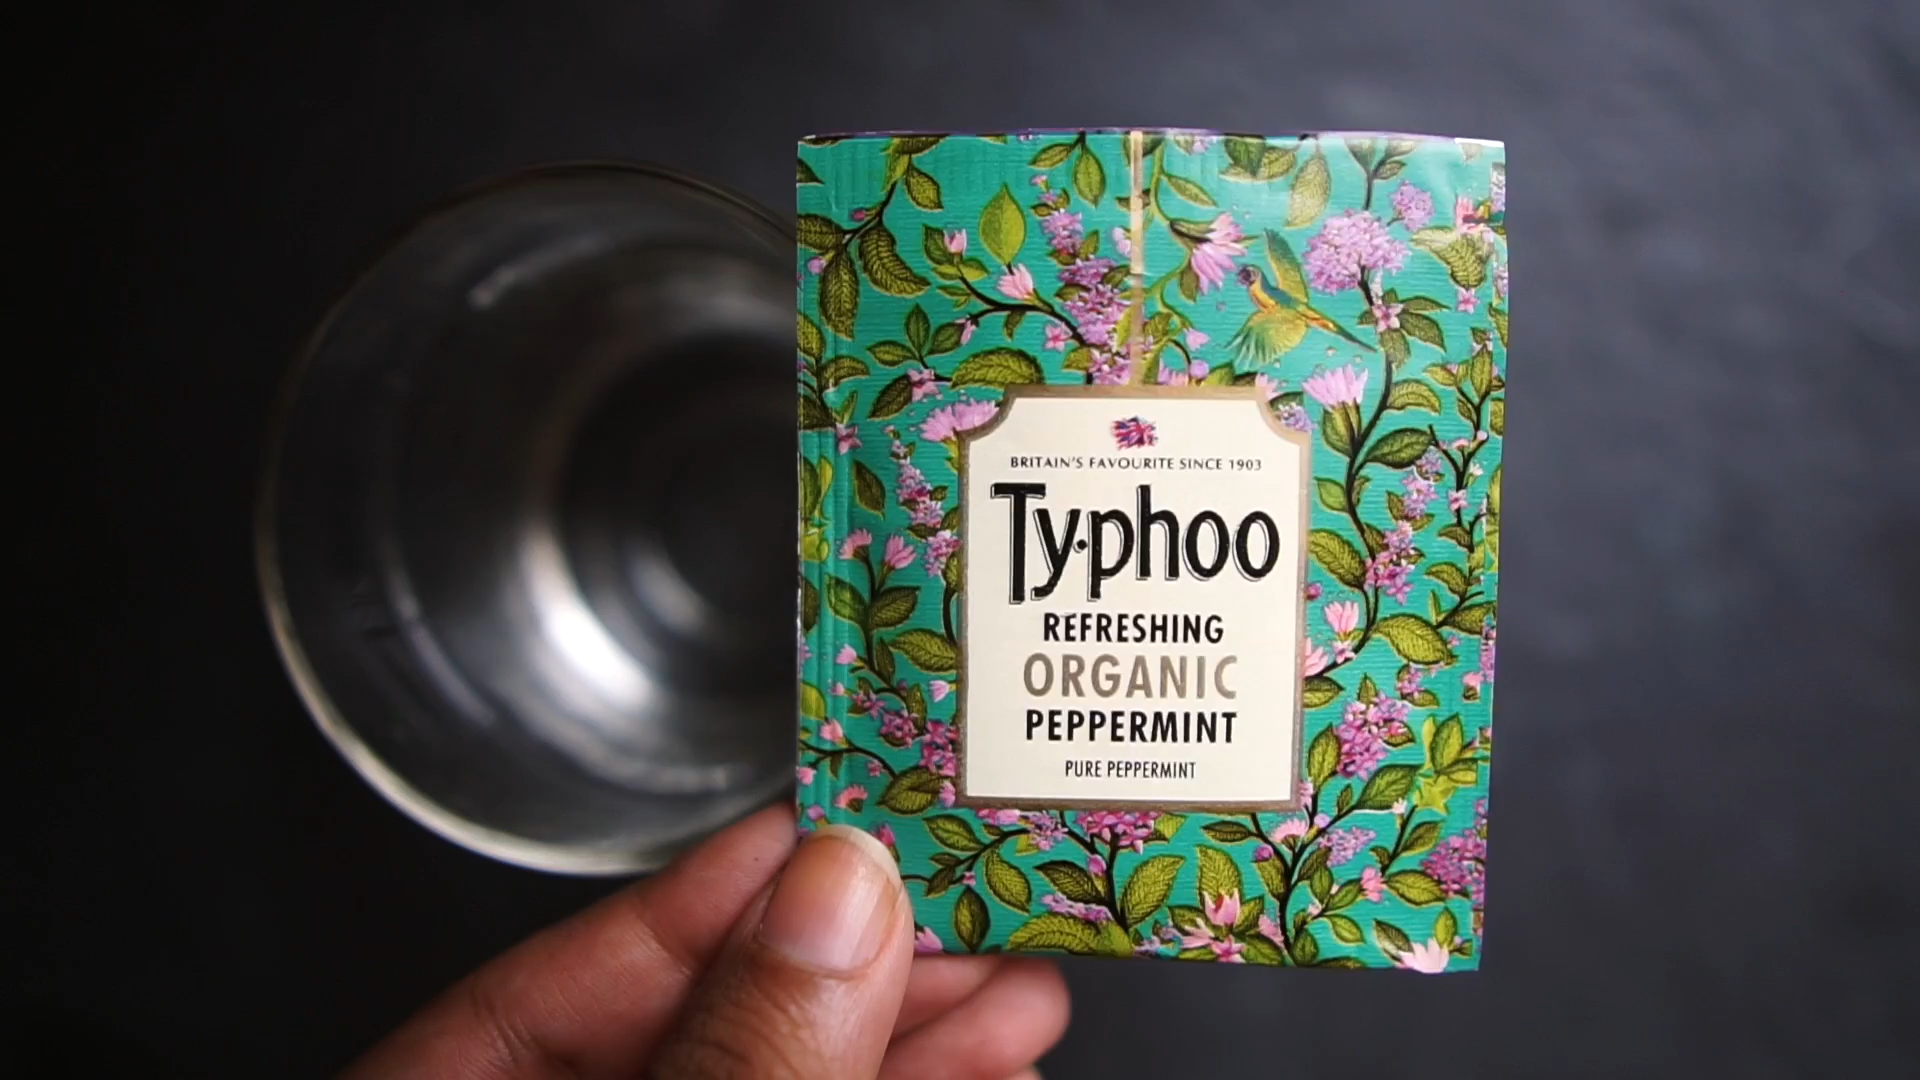 BRITAIN'S FAVOURITE SINCE 1903
Ty·phoo
REFRESHING
ORGANIC
PEPPERMINT
PURE PEPPERMINT